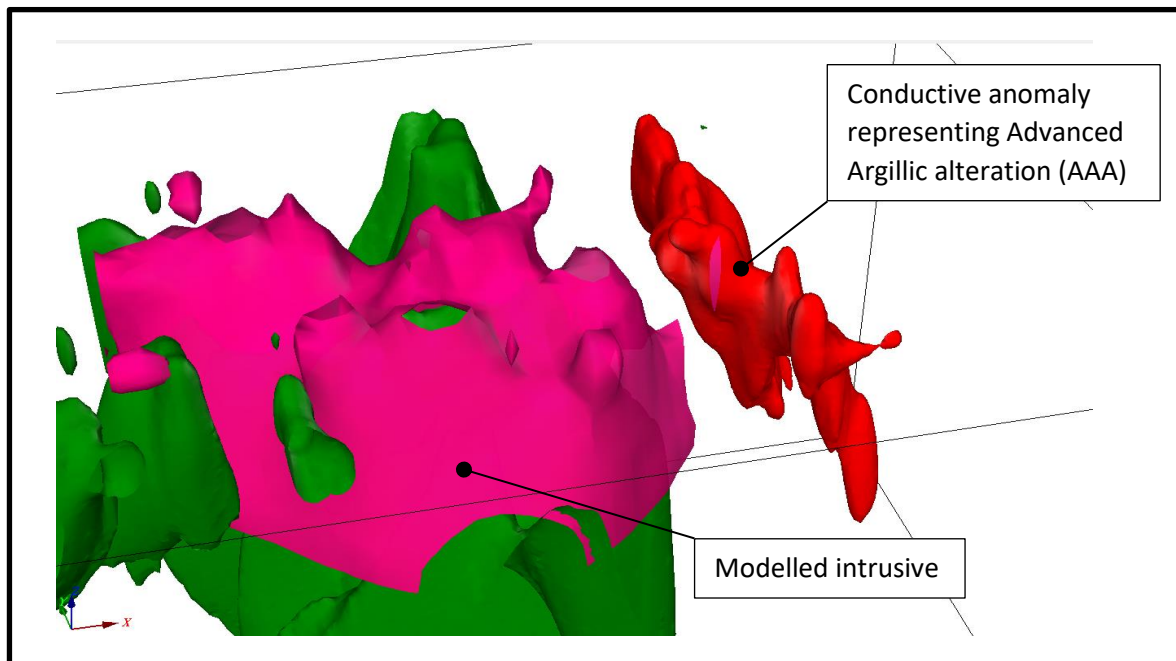 Conductive anomaly
representing Advanced
Argillic alteration (AAA)
Modelled intrusive
X